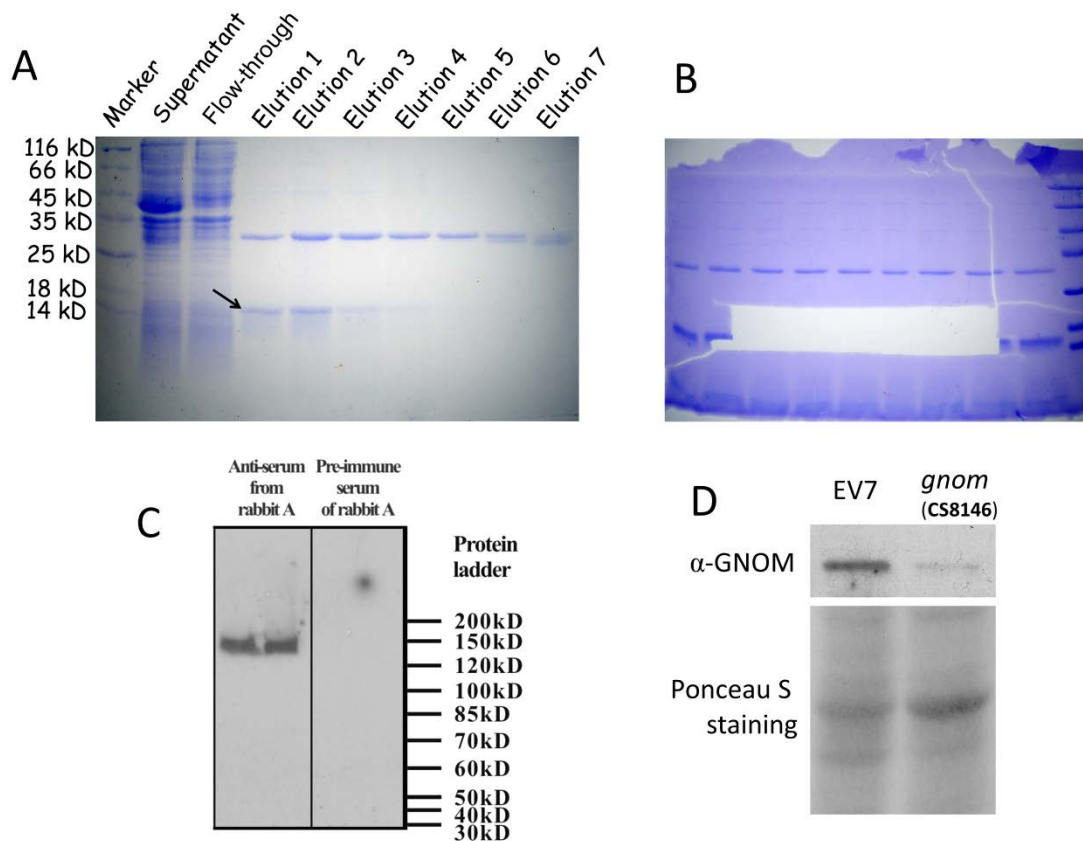 A
Marker
Supernatant
Flow-through
Elution 1
Elution 2
Elution 3
Elution 4
Elution 5
Elution 6
Elution 7
116 kD
66 kD
45 kD
35 kD
25 kD
18 kD
14 kD
B
C
Anti-serum
from
rabbit A
Pre-immune
serum
of rabbit A
Protein
ladder
200kD
150kD
120kD
100kD
85kD
70kD
60kD
50kD
40kD
30kD
D
EV7
gnom
(CS8146)
α-GNOM
Ponceau S
staining